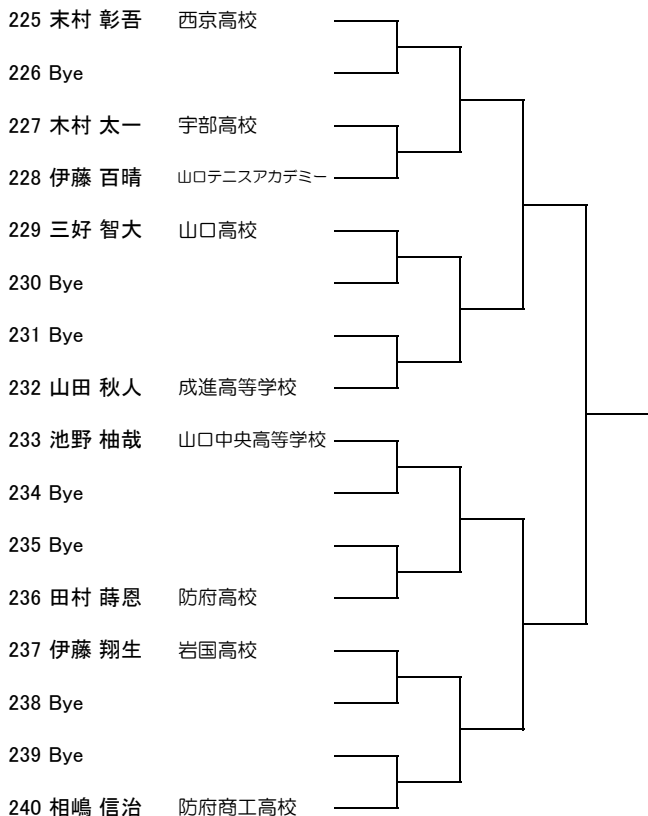 225 末村 彰吾 西京高校
226 Bye
227 木村 太一 宇部高校
228 伊藤 百晴 山口テニスアカデミー
229 三好 智大 山口高校
230 Bye
231 Bye
232 山田 秋人 成進高等学校
233 池野 柚哉 山口中央高等学校
234 Bye
235 Bye
236 田村 蒔恩 防府高校
237 伊藤 翔生 岩国高校
238 Bye
239 Bye
240 相嶋 信治 防府商工高校